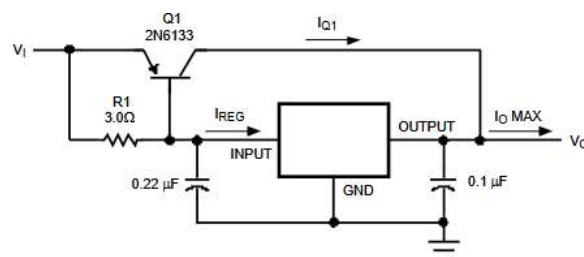 Q1
2N6133
IQ1
VI
R1
3.0Ω
IREG
INPUT
OUTPUT
IO MAX
GND
0.22 µF
0.1 µF